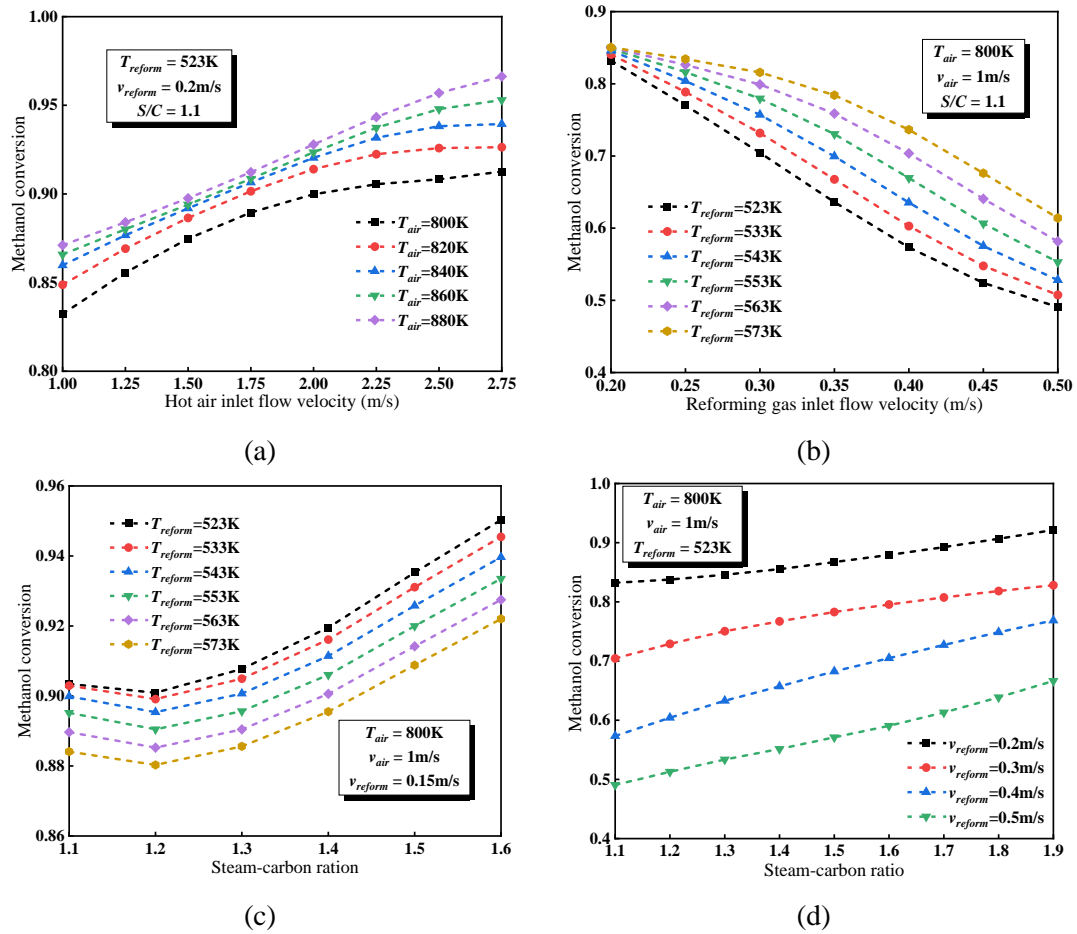 1.00
0.95
0.90
0.85
0.80
Methanol conversion
T_reform = 523K
v_reform = 0.2m/s
S/C = 1.1
T_air=800K
T_air=820K
T_air=840K
T_air=860K
T_air=880K
1.00 1.25 1.50 1.75 2.00 2.25 2.50 2.75
Hot air inlet flow velocity (m/s)
(a)
0.9
0.8
0.7
0.6
0.5
0.4
Methanol conversion
T_air = 800K
v_air = 1m/s
S/C = 1.1
T_reform=523K
T_reform=533K
T_reform=543K
T_reform=553K
T_reform=563K
T_reform=573K
0.20 0.25 0.30 0.35 0.40 0.45 0.50
Reforming gas inlet flow velocity (m/s)
(b)
0.96
0.94
0.92
0.90
0.88
0.86
Methanol conversion
T_reform=523K
T_reform=533K
T_reform=543K
T_reform=553K
T_reform=563K
T_reform=573K
T_air = 800K
v_air = 1m/s
v_reform = 0.15m/s
1.1 1.2 1.3 1.4 1.5 1.6
Steam-carbon ration
(c)
1.0
0.9
0.8
0.7
0.6
0.5
0.4
Methanol conversion
T_air = 800K
v_air = 1m/s
T_reform = 523K
v_reform=0.2m/s
v_reform=0.3m/s
v_reform=0.4m/s
v_reform=0.5m/s
1.1 1.2 1.3 1.4 1.5 1.6 1.7 1.8 1.9
Steam-carbon ratio
(d)